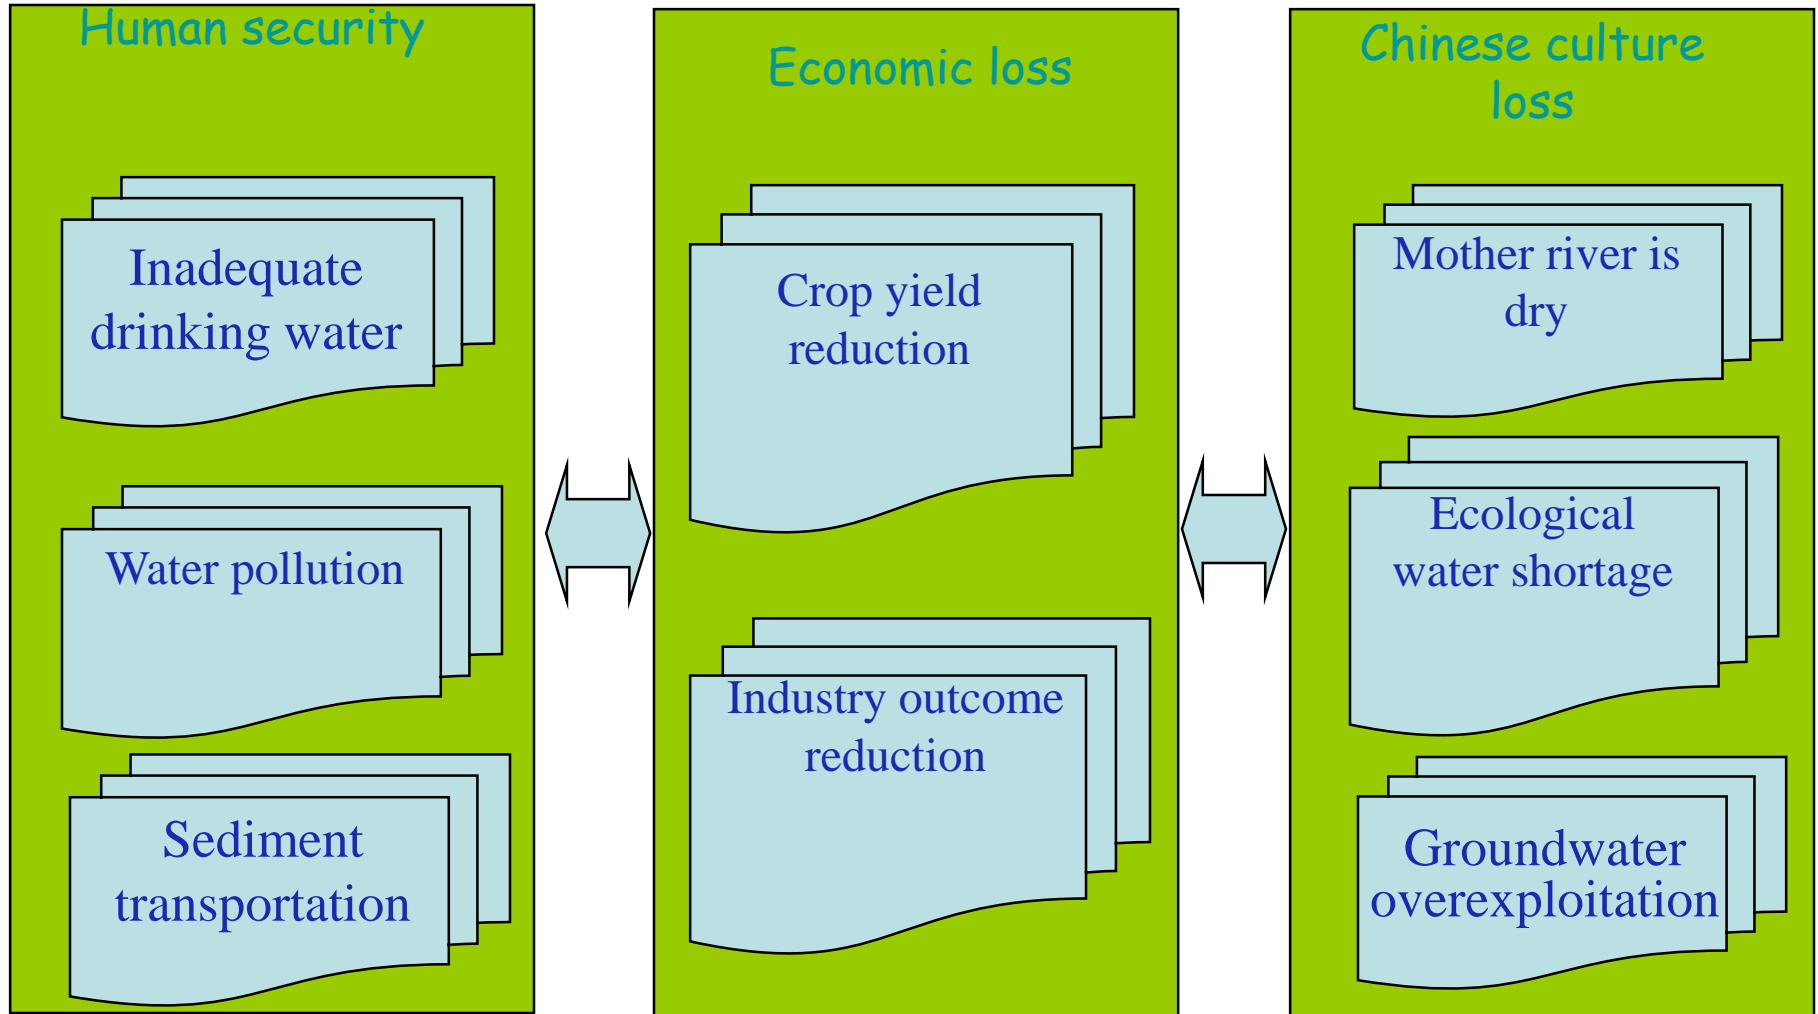 Human security
Inadequate
drinking water
Water pollution
Sediment
transportation
Economic loss
Crop yield
reduction
Industry outcome
reduction
Chinese culture
loss
Mother river is
dry
Ecological
water shortage
Groundwater
overexploitation